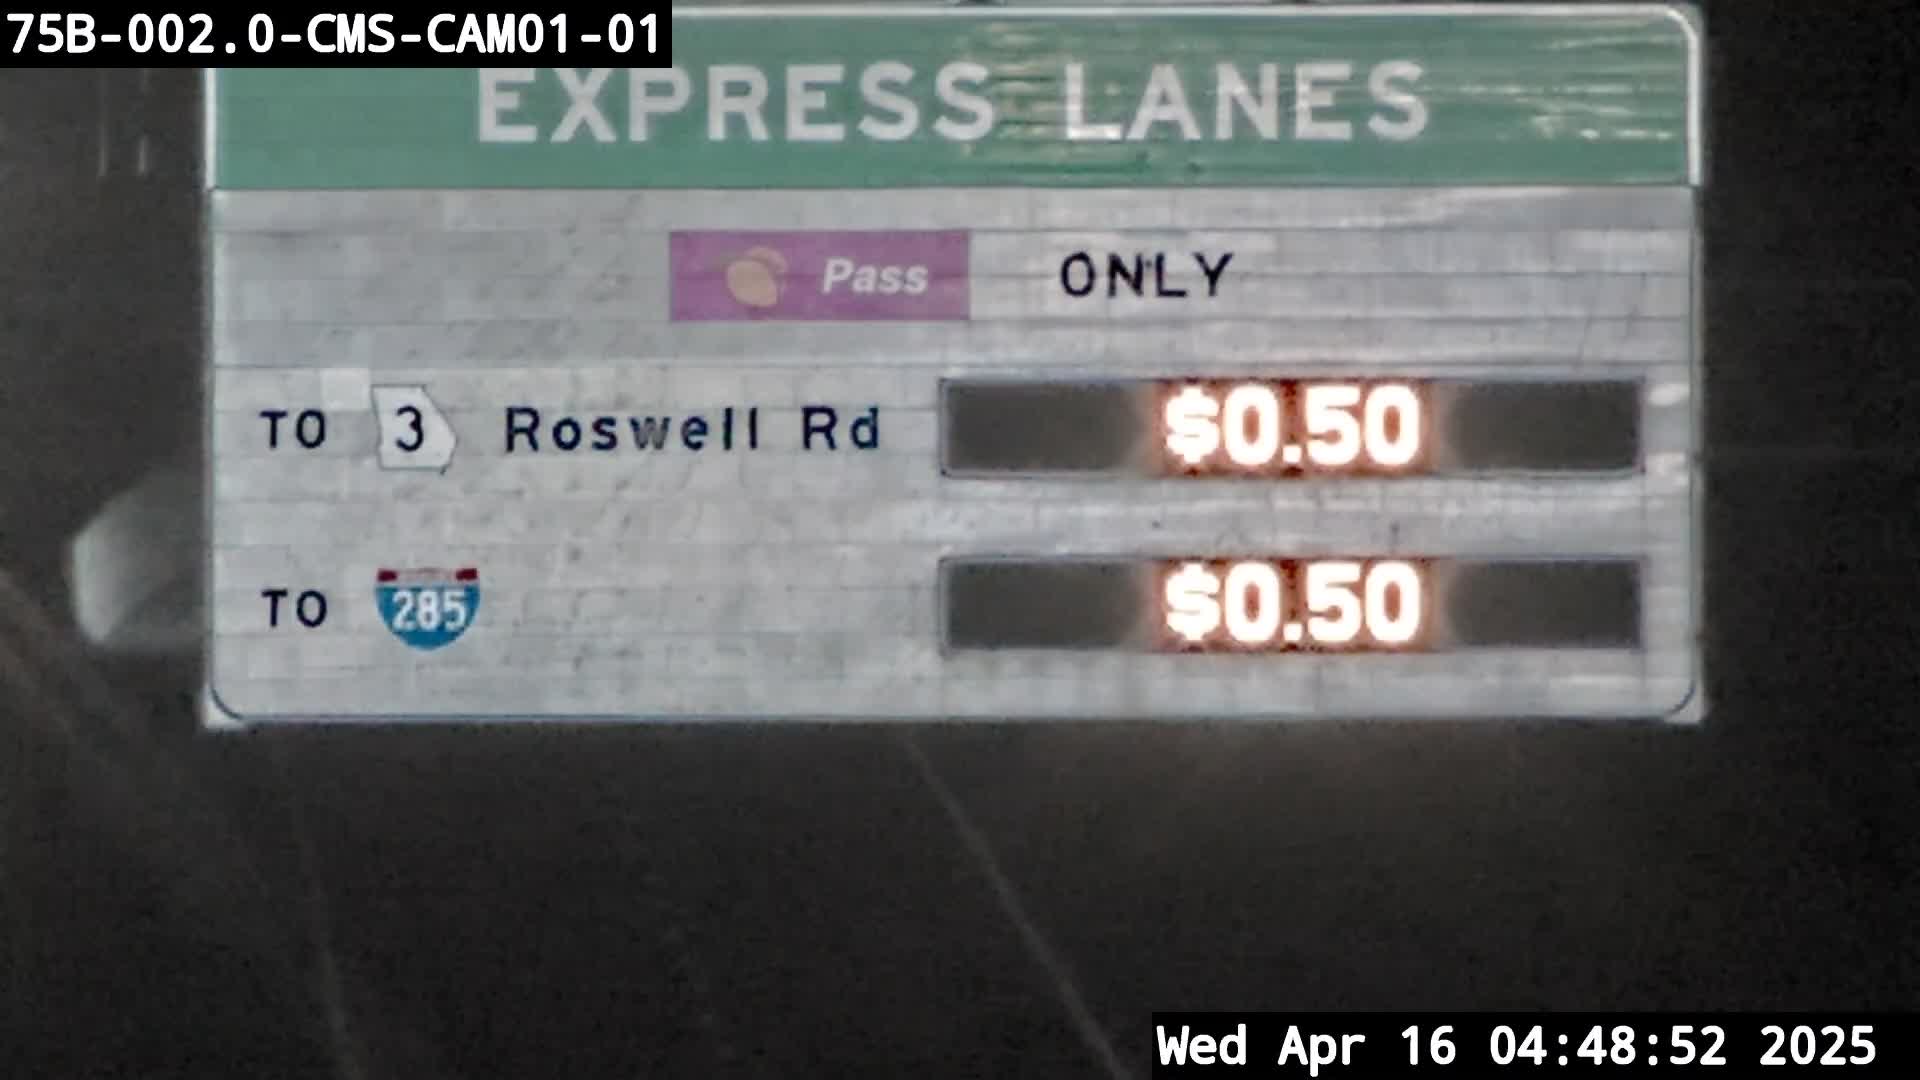 75B-002.0-CMS-CAM01-01
EXPRESS LANES
Pass ONLY
TO 3 Roswell Rd $0.50
TO 285 $0.50
Wed Apr 16 04:48:52 2025